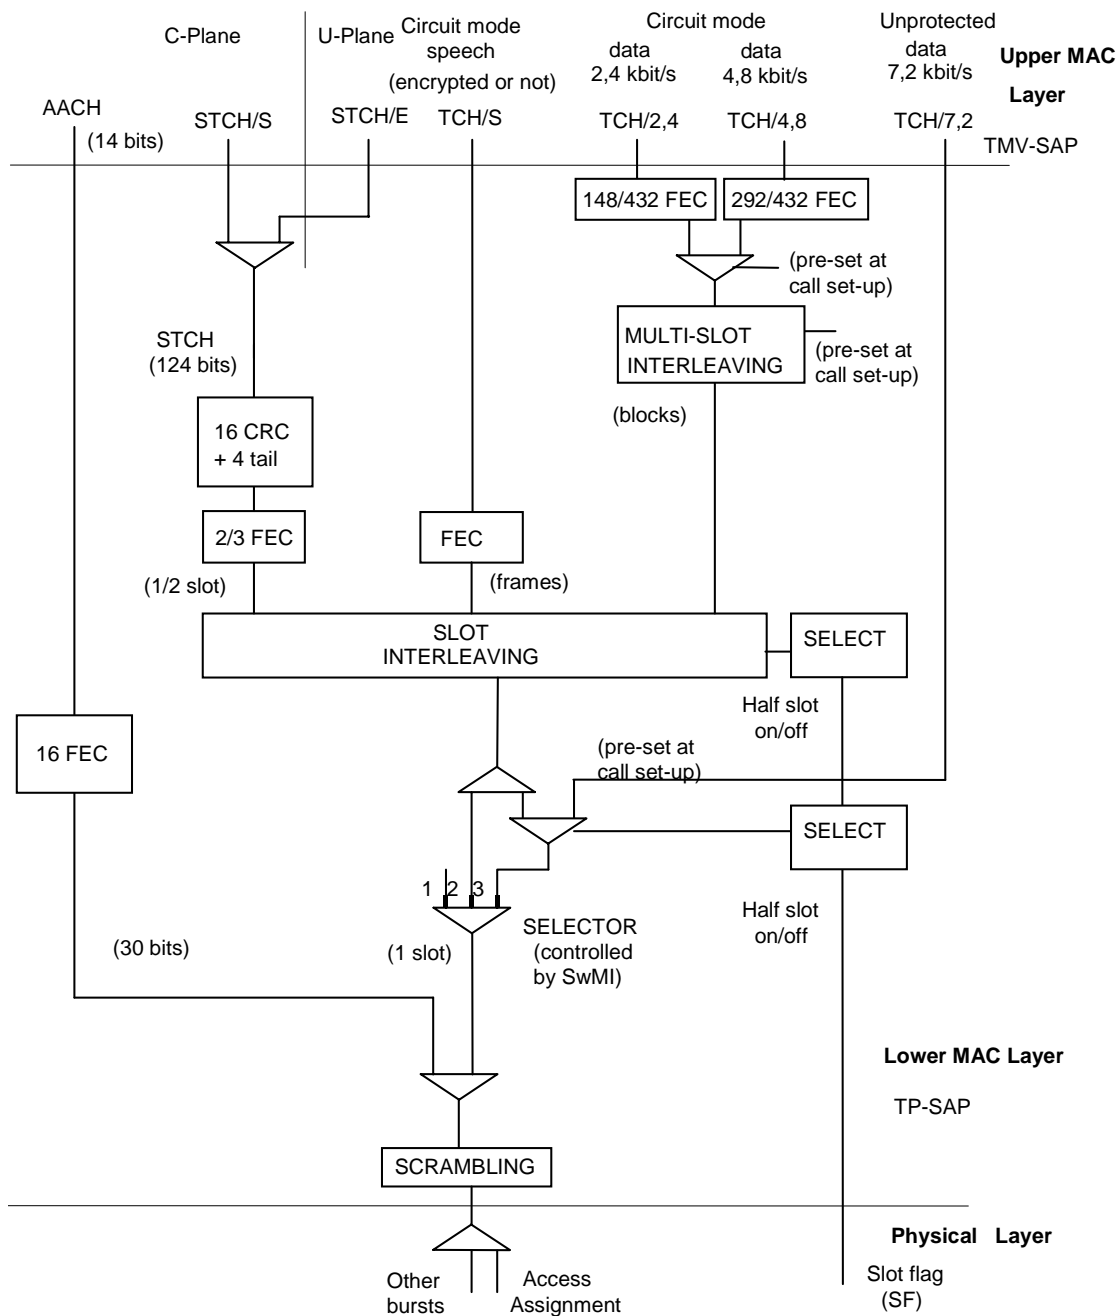 C-Plane
U-Plane
Circuit mode
speech
(encrypted or not)
Circuit mode
data
2,4 kbit/s
data
4,8 kbit/s
Unprotected
data
7,2 kbit/s
Upper MAC
Layer
AACH
(14 bits)
STCH/S
STCH/E
TCH/S
TCH/2,4
TCH/4,8
TCH/7,2
TMV-SAP
148/432 FEC
292/432 FEC
(pre-set at
call set-up)
STCH
(124 bits)
MULTI-SLOT
INTERLEAVING
(pre-set at
call set-up)
(blocks)
16 CRC
+ 4 tail
2/3 FEC
FEC
(1/2 slot)
(frames)
SLOT
INTERLEAVING
SELECT
Half slot
on/off
16 FEC
(pre-set at
call set-up)
SELECT
1 2 3
Half slot
on/off
SELECTOR
(controlled
by SwMI)
(30 bits)
(1 slot)
Lower MAC Layer
TP-SAP
SCRAMBLING
Physical Layer
Other
bursts
Access
Assignment
Slot flag
(SF)